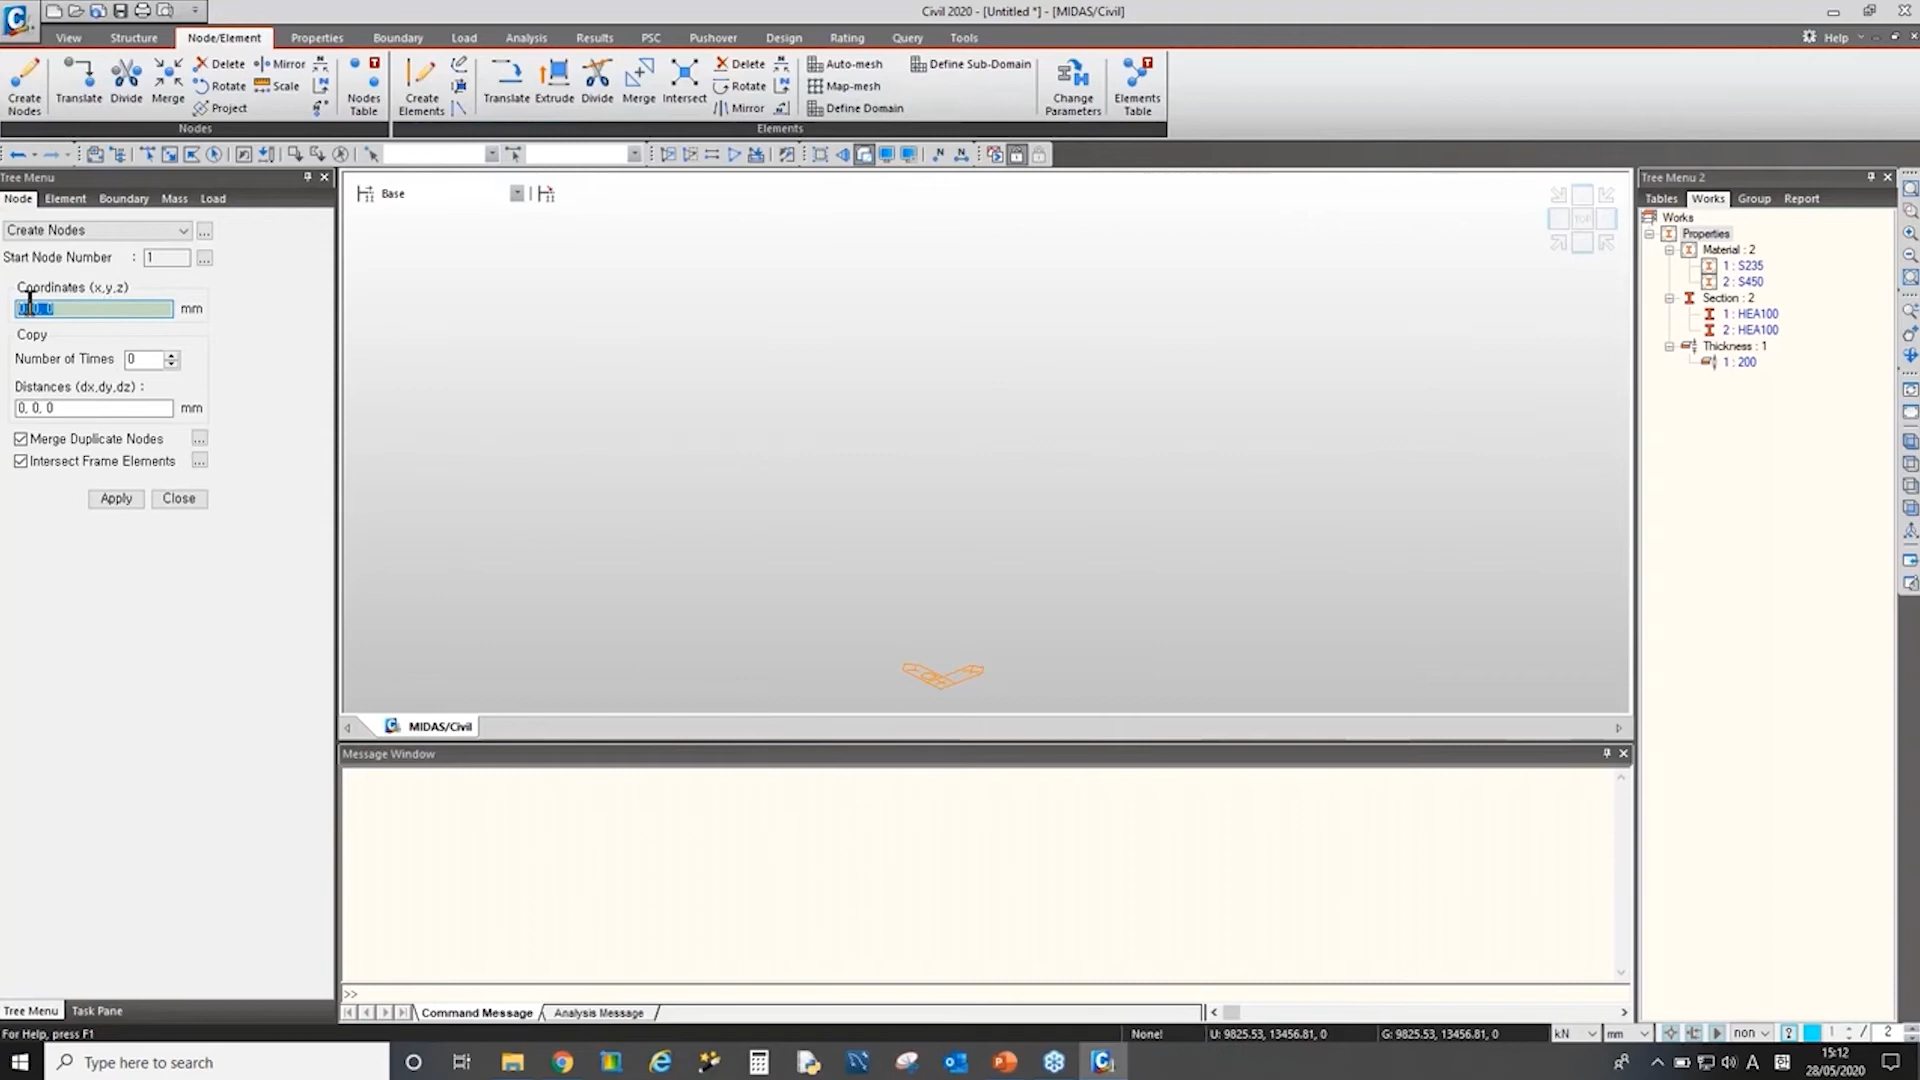 Civil 2020 - [Untitled *] - [MIDAS/Civil]
View Structure Node/Element Properties Boundary Load Analysis Results PSC Pushover Design Rating Query Tools Help
Create Nodes
Translate
Divide
Merge
Delete
Rotate
Project
Mirror
Scale
Nodes Table
Nodes
Create Elements
Translate
Extrude
Divide
Merge
Intersect
Delete
Rotate
Mirror
Auto-mesh
Map-mesh
Define Domain
Define Sub-Domain
Change Parameters
Elements Table
Elements
Tree Menu
Node Element Boundary Mass Load
Create Nodes ...
Start Node Number : 1 ...
Coordinates (x,y,z)
mm
Copy
Number of Times 0
Distances (dx,dy,dz) :
0, 0, 0 mm
Merge Duplicate Nodes ...
Intersect Frame Elements ...
Apply Close
Tree Menu Task Pane
For Help, press F1
Base
TOP
MIDAS/Civil
Message Window
>>
Command Message Analysis Message
Tree Menu 2
Tables Works Group Report
Works
Properties
Material : 2
1 : S235
2 : S450
Section : 2
1 : HEA100
2 : HEA100
Thickness : 1
1 : 200
None! U: 9825.53, 13456.81, 0 G: 9825.53, 13456.81, 0 kN mm non 1 / 2
Type here to search
A
15:12
28/05/2020